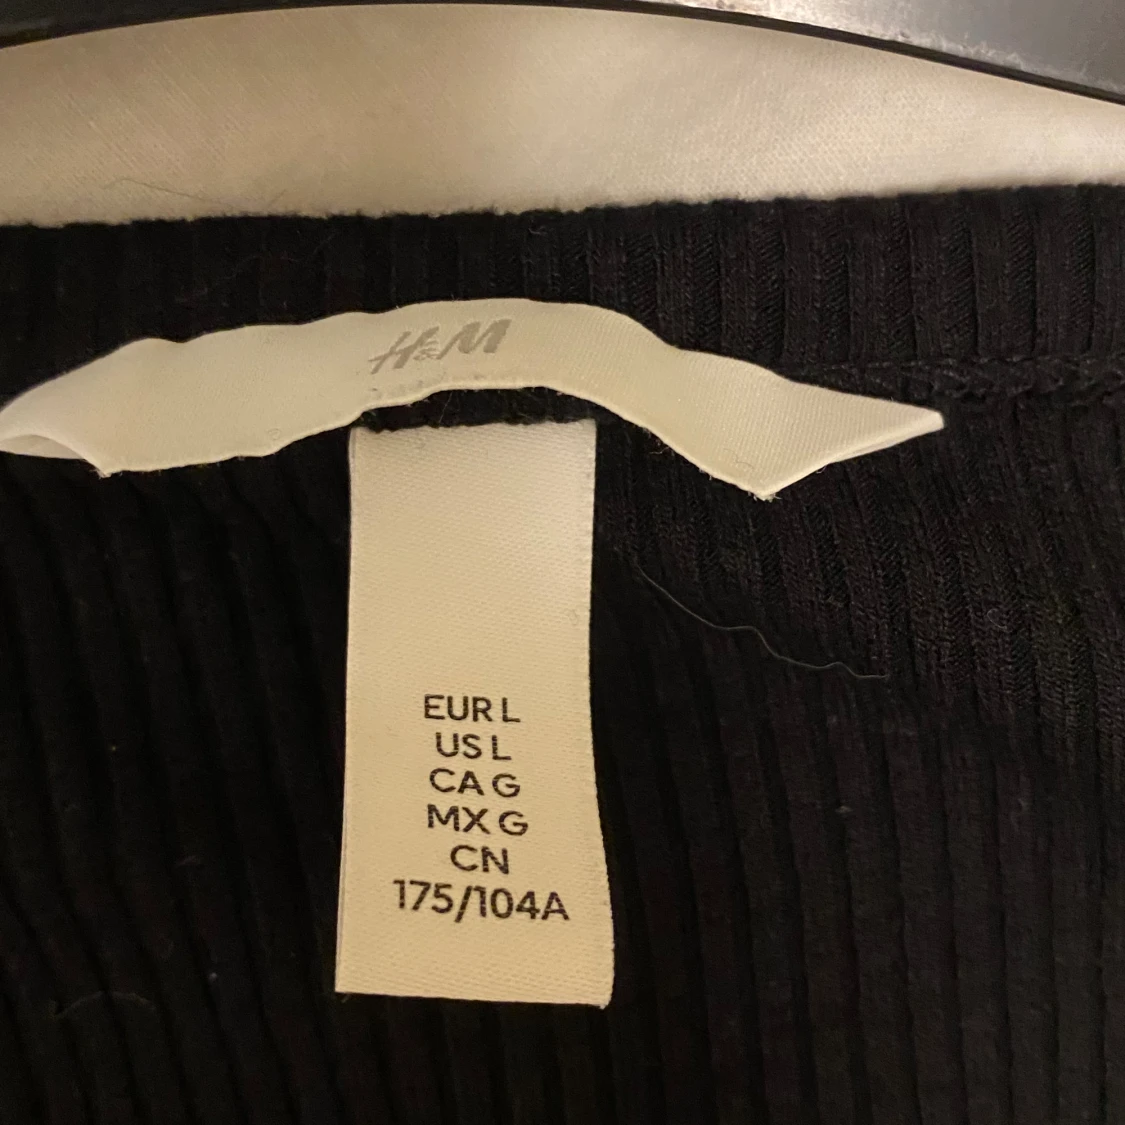 H&M
EUR L
US L
CA G
MX G
CN
175/104A